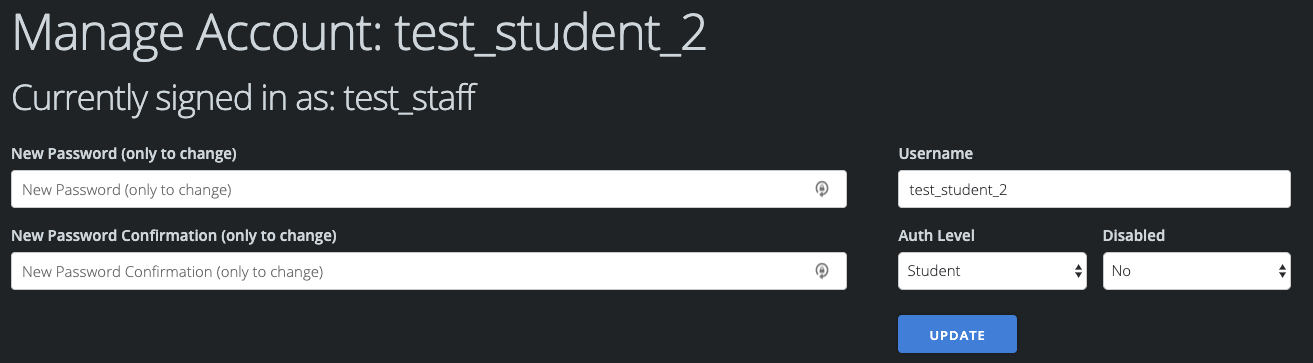 Manage Account: test_student_2
Currently signed in as: test_staff
New Password (only to change)
New Password (only to change)
New Password Confirmation (only to change)
New Password Confirmation (only to change)
Username
test_student_2
Auth Level
Disabled
Student
No
UPDATE